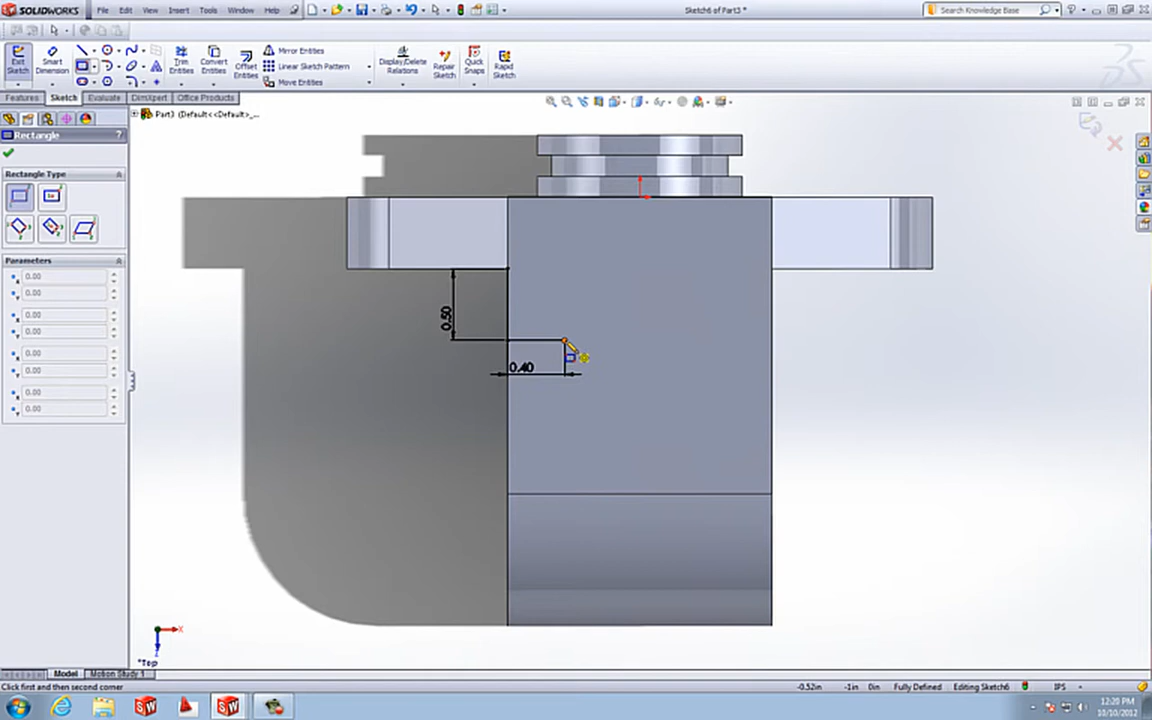 SOLIDWORKS File Edit View Insert Tools Window Help Sketch6 of Part3 * Search Knowledge Base
Exit Sketch
Smart Dimension
Trim Entities
Convert Entities
Offset Entities
Mirror Entities
Linear Sketch Pattern
Move Entities
Display/Delete Relations
Repair Sketch
Quick Snaps
Rapid Sketch
Features Sketch Evaluate DimXpert Office Products
Part3 (Default<<Default>_...
Rectangle ?
Rectangle Type
Parameters
0.00
0.00
0.00
0.00
0.00
0.00
0.00
0.00
0.50
0.40
X
*Top
Model Motion Study 1
Click first and then second corner -0.52in -1in 0in Fully Defined Editing Sketch6 IPS
12:20 PM
10/10/2012